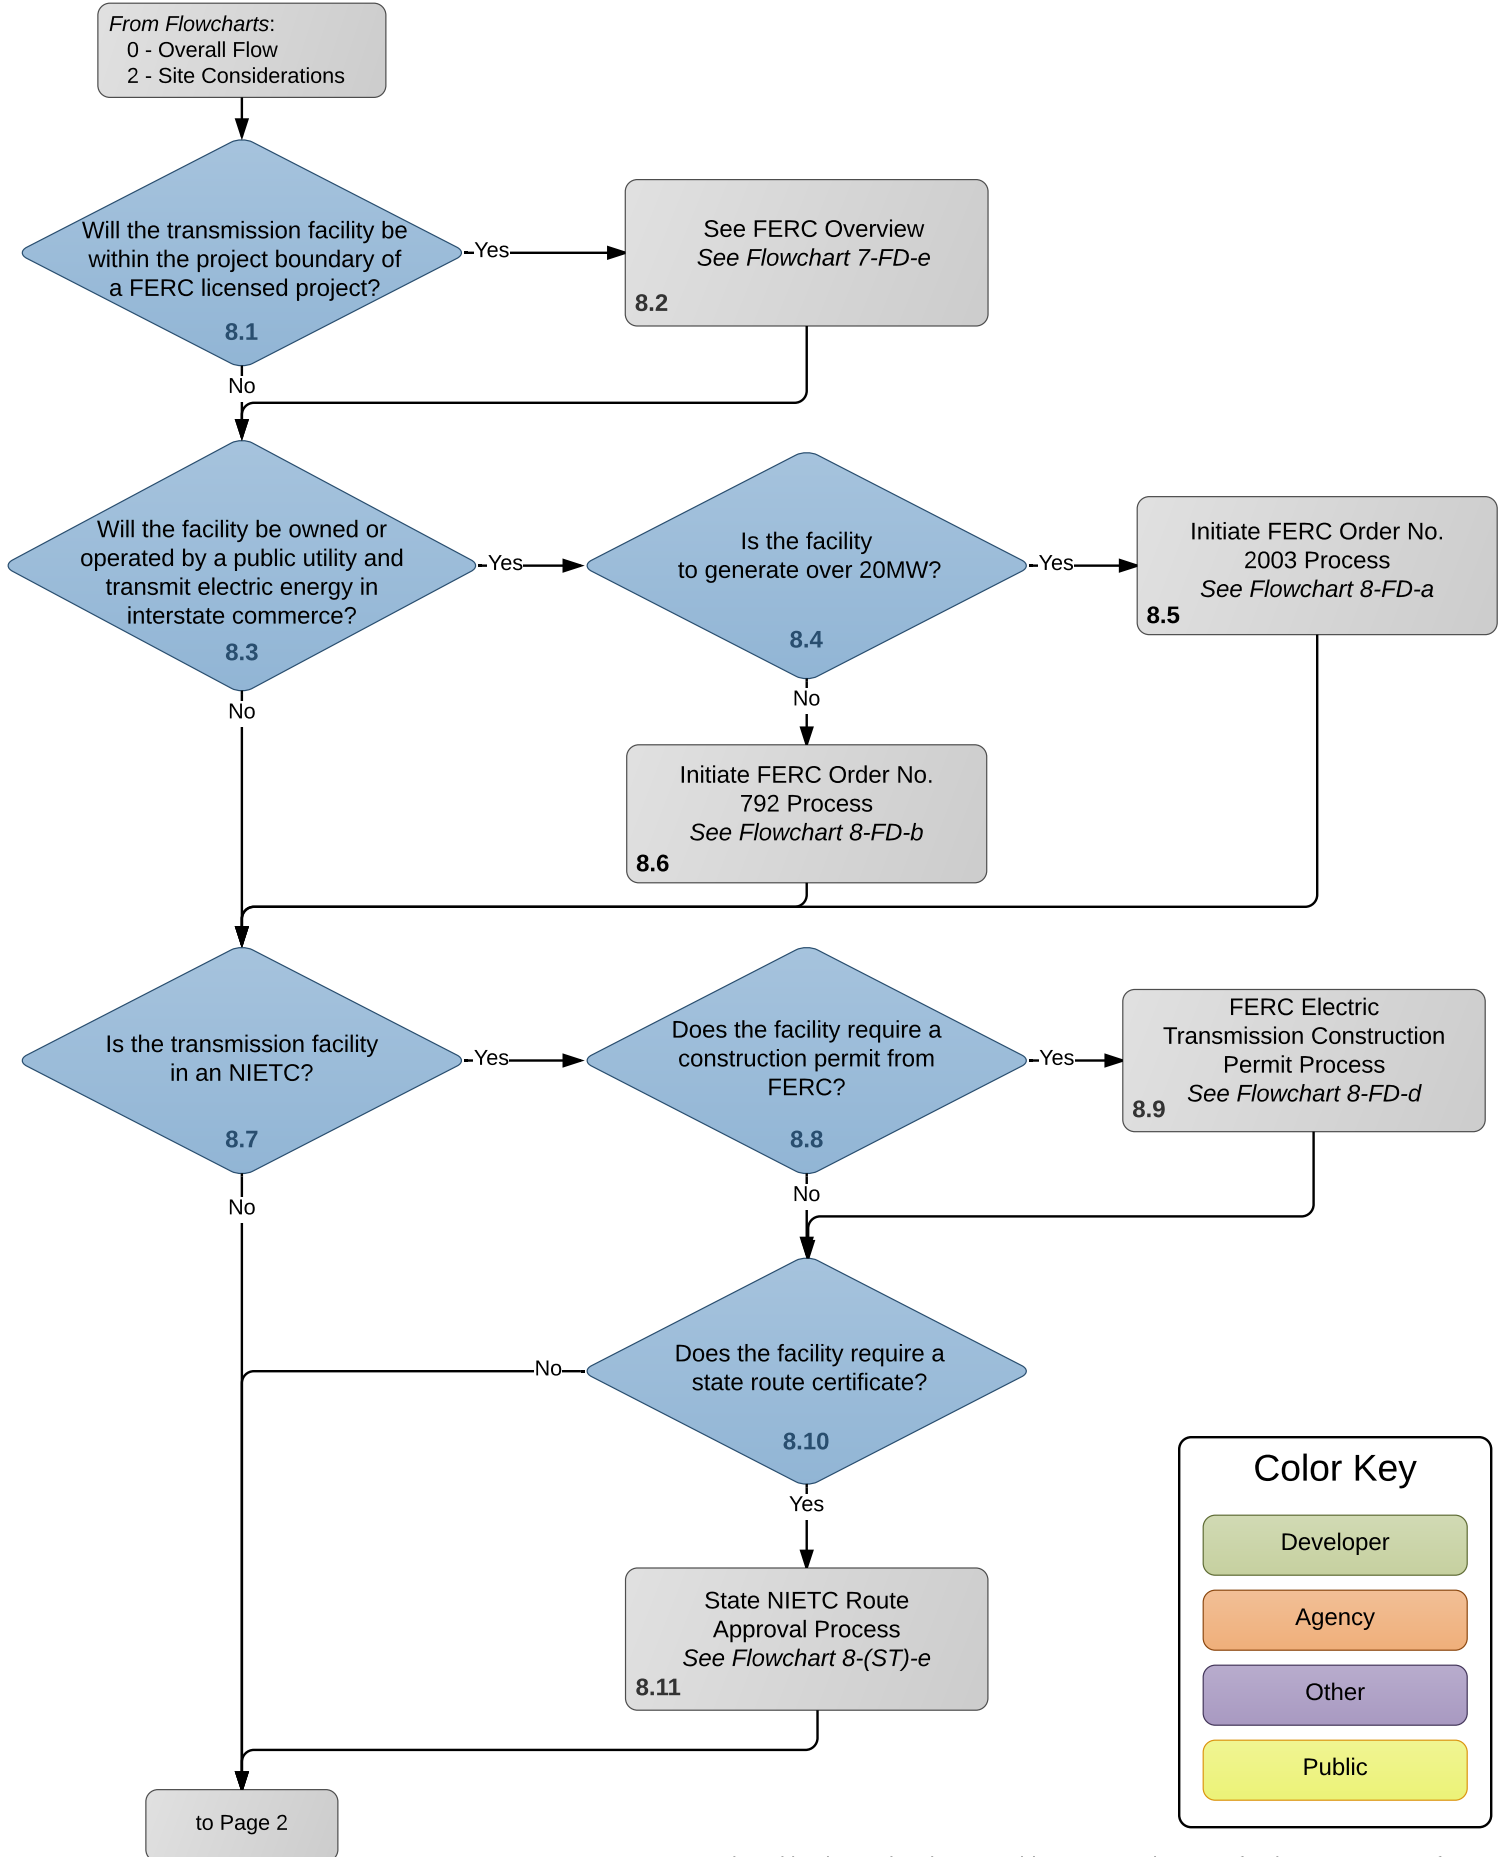 From Flowcharts:
0 - Overall Flow
2 - Site Considerations
Will the transmission facility be
within the project boundary of
a FERC licensed project?
8.1
Yes
See FERC Overview
See Flowchart 7-FD-e
8.2
No
Will the facility be owned or
operated by a public utility and
transmit electric energy in
interstate commerce?
8.3
Yes
Is the facility
to generate over 20MW?
8.4
Yes
Initiate FERC Order No.
2003 Process
See Flowchart 8-FD-a
8.5
No
No
Initiate FERC Order No.
792 Process
See Flowchart 8-FD-b
8.6
Is the transmission facility
in an NIETC?
8.7
Yes
Does the facility require a
construction permit from
FERC?
8.8
Yes
FERC Electric
Transmission Construction
Permit Process
See Flowchart 8-FD-d
8.9
No
No
Does the facility require a
state route certificate?
8.10
No
Yes
State NIETC Route
Approval Process
See Flowchart 8-(ST)-e
8.11
to Page 2
Color Key
Developer
Agency
Other
Public